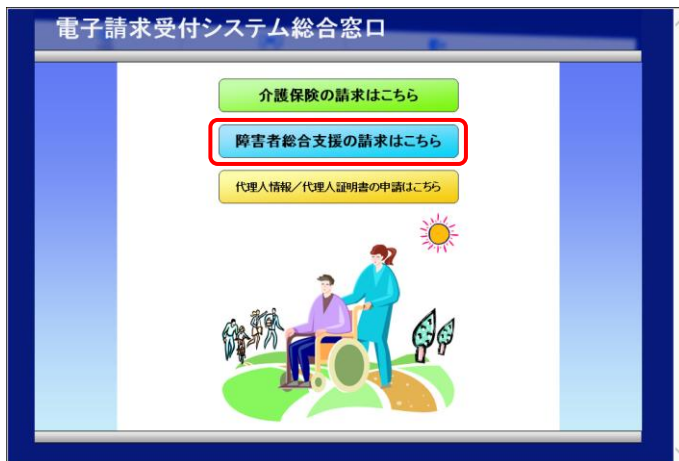 電子請求受付システム総合窓口
介護保険の請求はこちら
障害者総合支援の請求はこちら
代理人情報／代理人証明書の申請はこちら